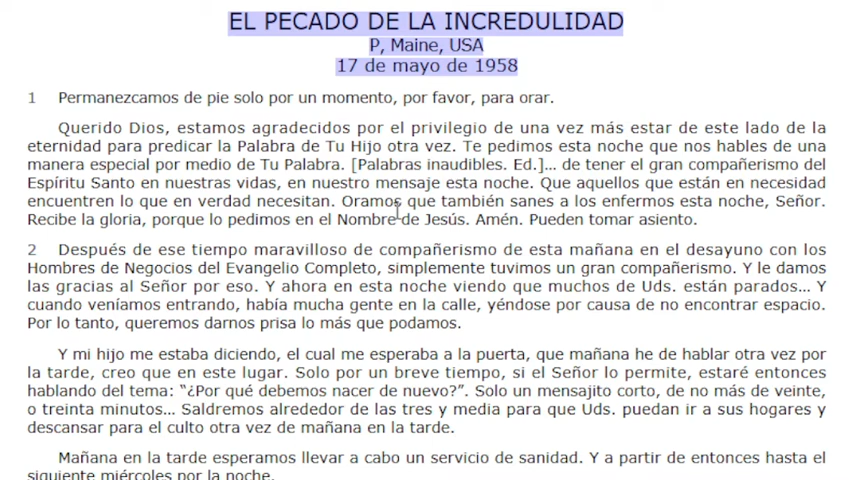 EL PECADO DE LA INCREDULIDAD
P, Maine, USA
17 de mayo de 1958
1 Permanezcamos de pie solo por un momento, por favor, para orar.
Querido Dios, estamos agradecidos por el privilegio de una vez más estar de este lado de la
eternidad para predicar la Palabra de Tu Hijo otra vez. Te pedimos esta noche que nos hables de una
manera especial por medio de Tu Palabra. [Palabras inaudibles. Ed.]... de tener el gran compañerismo del
Espíritu Santo en nuestras vidas, en nuestro mensaje esta noche. Que aquellos que están en necesidad
encuentren lo que en verdad necesitan. Oramos que también sanes a los enfermos esta noche, Señor.
Recibe la gloria, porque lo pedimos en el Nombre de Jesús. Amén. Pueden tomar asiento.
2 Después de ese tiempo maravilloso de compañerismo de esta mañana en el desayuno con los
Hombres de Negocios del Evangelio Completo, simplemente tuvimos un gran compañerismo. Y le damos
las gracias al Señor por eso. Y ahora en esta noche viendo que muchos de Uds. están parados... Y
cuando veníamos entrando, había mucha gente en la calle, yéndose por causa de no encontrar espacio.
Por lo tanto, queremos darnos prisa lo más que podamos.
Y mi hijo me estaba diciendo, el cual me esperaba a la puerta, que mañana he de hablar otra vez por
la tarde, creo que en este lugar. Solo por un breve tiempo, si el Señor lo permite, estaré entonces
hablando del tema: "¿Por qué debemos nacer de nuevo?". Solo un mensajito corto, de no más de veinte,
o treinta minutos... Saldremos alrededor de las tres y media para que Uds. puedan ir a sus hogares y
descansar para el culto otra vez de mañana en la tarde.
Mañana en la tarde esperamos llevar a cabo un servicio de sanidad. Y a partir de entonces hasta el
siguiente miércoles por la noche.